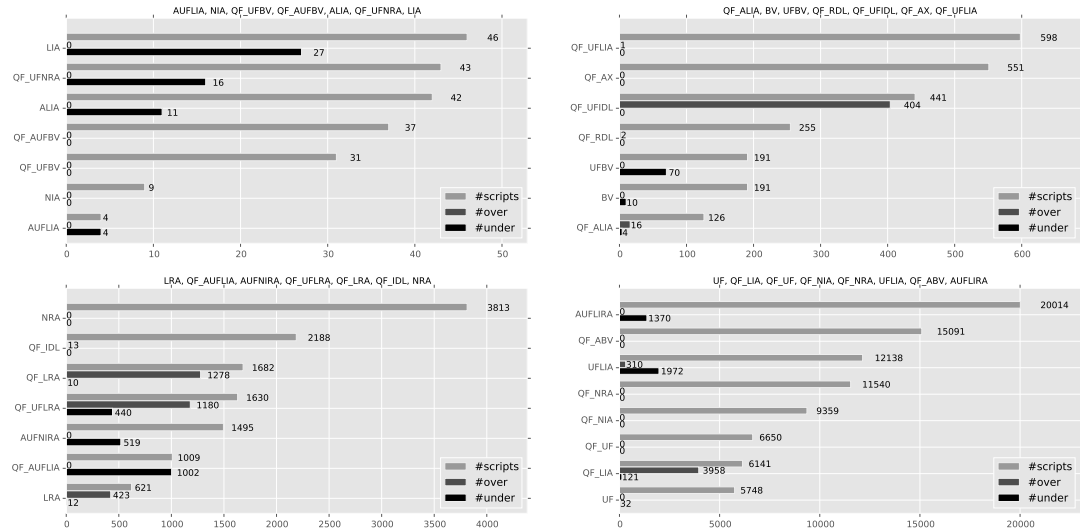 AUFLIA, NIA, QF_UFBV, QF_AUFBV, ALIA, QF_UFNRA, LIA
LIA 46 0 27
QF_UFNRA 43 0 16
ALIA 42 0 11
QF_AUFBV 37 0 0
QF_UFBV 31 0 0
NIA 9 0 0
AUFLIA 4 0 4
#scripts
#over
#under
0 10 20 30 40 50
QF_ALIA, BV, UFBV, QF_RDL, QF_UFIDL, QF_AX, QF_UFLIA
QF_UFLIA 598 1 0
QF_AX 551 0 0
QF_UFIDL 441 404 0
QF_RDL 255 2 0
UFBV 191 0 70
BV 191 0 10
QF_ALIA 126 16 4
#scripts
#over
#under
0 100 200 300 400 500 600
LRA, QF_AUFLIA, AUFNIRA, QF_UFLRA, QF_LRA, QF_IDL, NRA
NRA 3813 0 0
QF_IDL 2188 13 0
QF_LRA 1682 1278 10
QF_UFLRA 1630 1180 440
AUFNIRA 1495 0 519
QF_AUFLIA 1009 0 1002
LRA 621 423 12
#scripts
#over
#under
0 500 1000 1500 2000 2500 3000 3500 4000
UF, QF_LIA, QF_UF, QF_NIA, QF_NRA, UFLIA, QF_ABV, AUFLIRA
AUFLIRA 20014 0 1370
QF_ABV 15091 0 0
UFLIA 12138 310 1972
QF_NRA 11540 0 0
QF_NIA 9359 0 0
QF_UF 6650 0 0
QF_LIA 6141 3958 121
UF 5748 0 32
#scripts
#over
#under
0 5000 10000 15000 20000